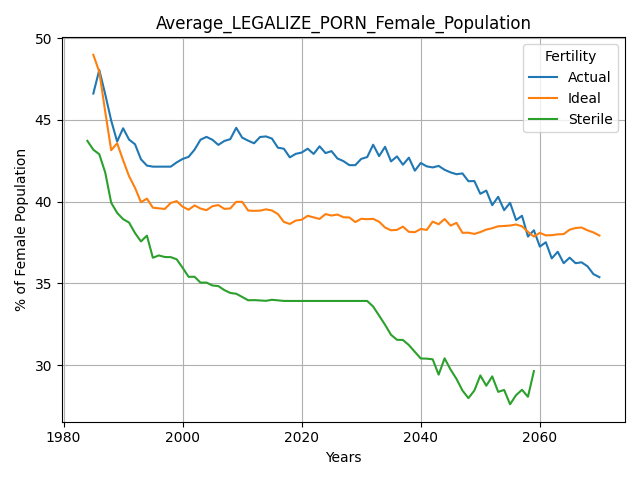 Average_LEGALIZE_PORN_Female_Population
50
45
40
35
30
% of Female Population
Fertility
Actual
Ideal
Sterile
1980
2000
2020
2040
2060
Years